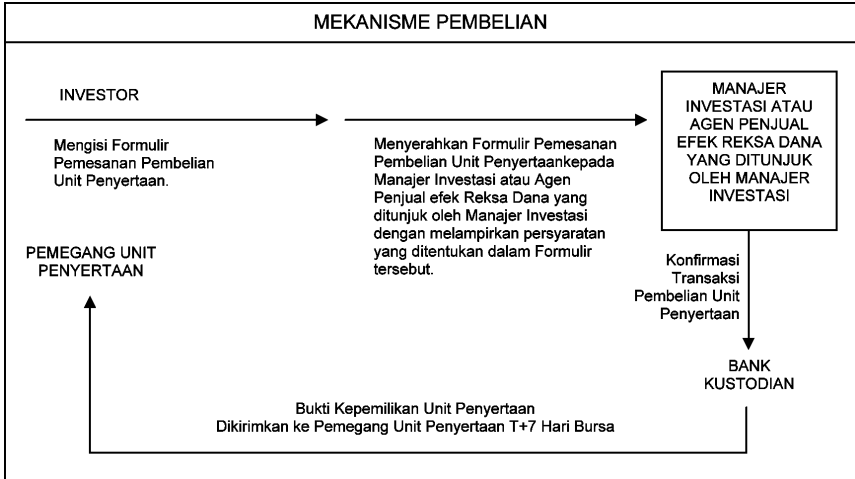 MEKANISME PEMBELIAN
INVESTOR
Mengisi Formulir
Pemesanan Pembelian
Unit Penyertaan.
Menyerahkan Formulir Pemesanan
Pembelian Unit Penyertaankepada
Manajer Investasi atau Agen
Penjual efek Reksa Dana yang
ditunjuk oleh Manajer Investasi
dengan melampirkan persyaratan
yang ditentukan dalam Formulir
tersebut.
MANAJER
INVESTASI ATAU
AGEN PENJUAL
EFEK REKSA DANA
YANG DITUNJUK
OLEH MANAJER
INVESTASI
Konfirmasi
Transaksi
Pembelian Unit
Penyertaan
BANK
KUSTODIAN
Bukti Kepemilikan Unit Penyertaan
Dikirimkan ke Pemegang Unit Penyertaan T+7 Hari Bursa
PEMEGANG UNIT
PENYERTAAN